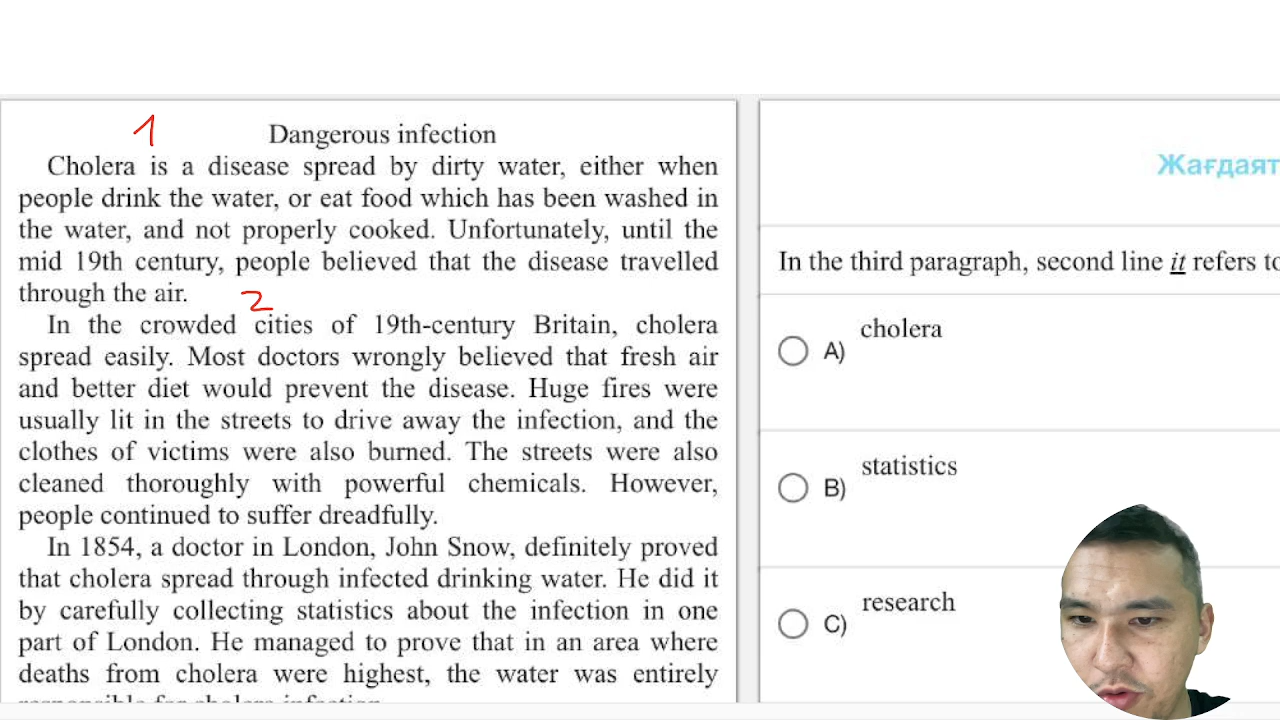 1
Dangerous infection
Cholera is a disease spread by dirty water, either when
people drink the water, or eat food which has been washed in
the water, and not properly cooked. Unfortunately, until the
mid 19th century, people believed that the disease travelled
through the air.
2
In the crowded cities of 19th-century Britain, cholera
spread easily. Most doctors wrongly believed that fresh air
and better diet would prevent the disease. Huge fires were
usually lit in the streets to drive away the infection, and the
clothes of victims were also burned. The streets were also
cleaned thoroughly with powerful chemicals. However,
people continued to suffer dreadfully.
In 1854, a doctor in London, John Snow, definitely proved
that cholera spread through infected drinking water. He did it
by carefully collecting statistics about the infection in one
part of London. He managed to prove that in an area where
deaths from cholera were highest, the water was entirely
Жағдаят
In the third paragraph, second line it refers to
A) cholera
B) statistics
C) research